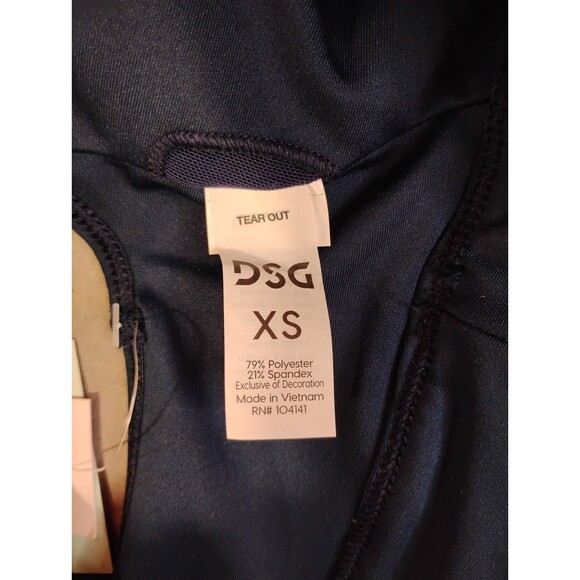 TEAR OUT
DSG
XS
79% Polyester
21% Spandex
Exclusive of Decoration
Made in Vietnam
RN# 104141